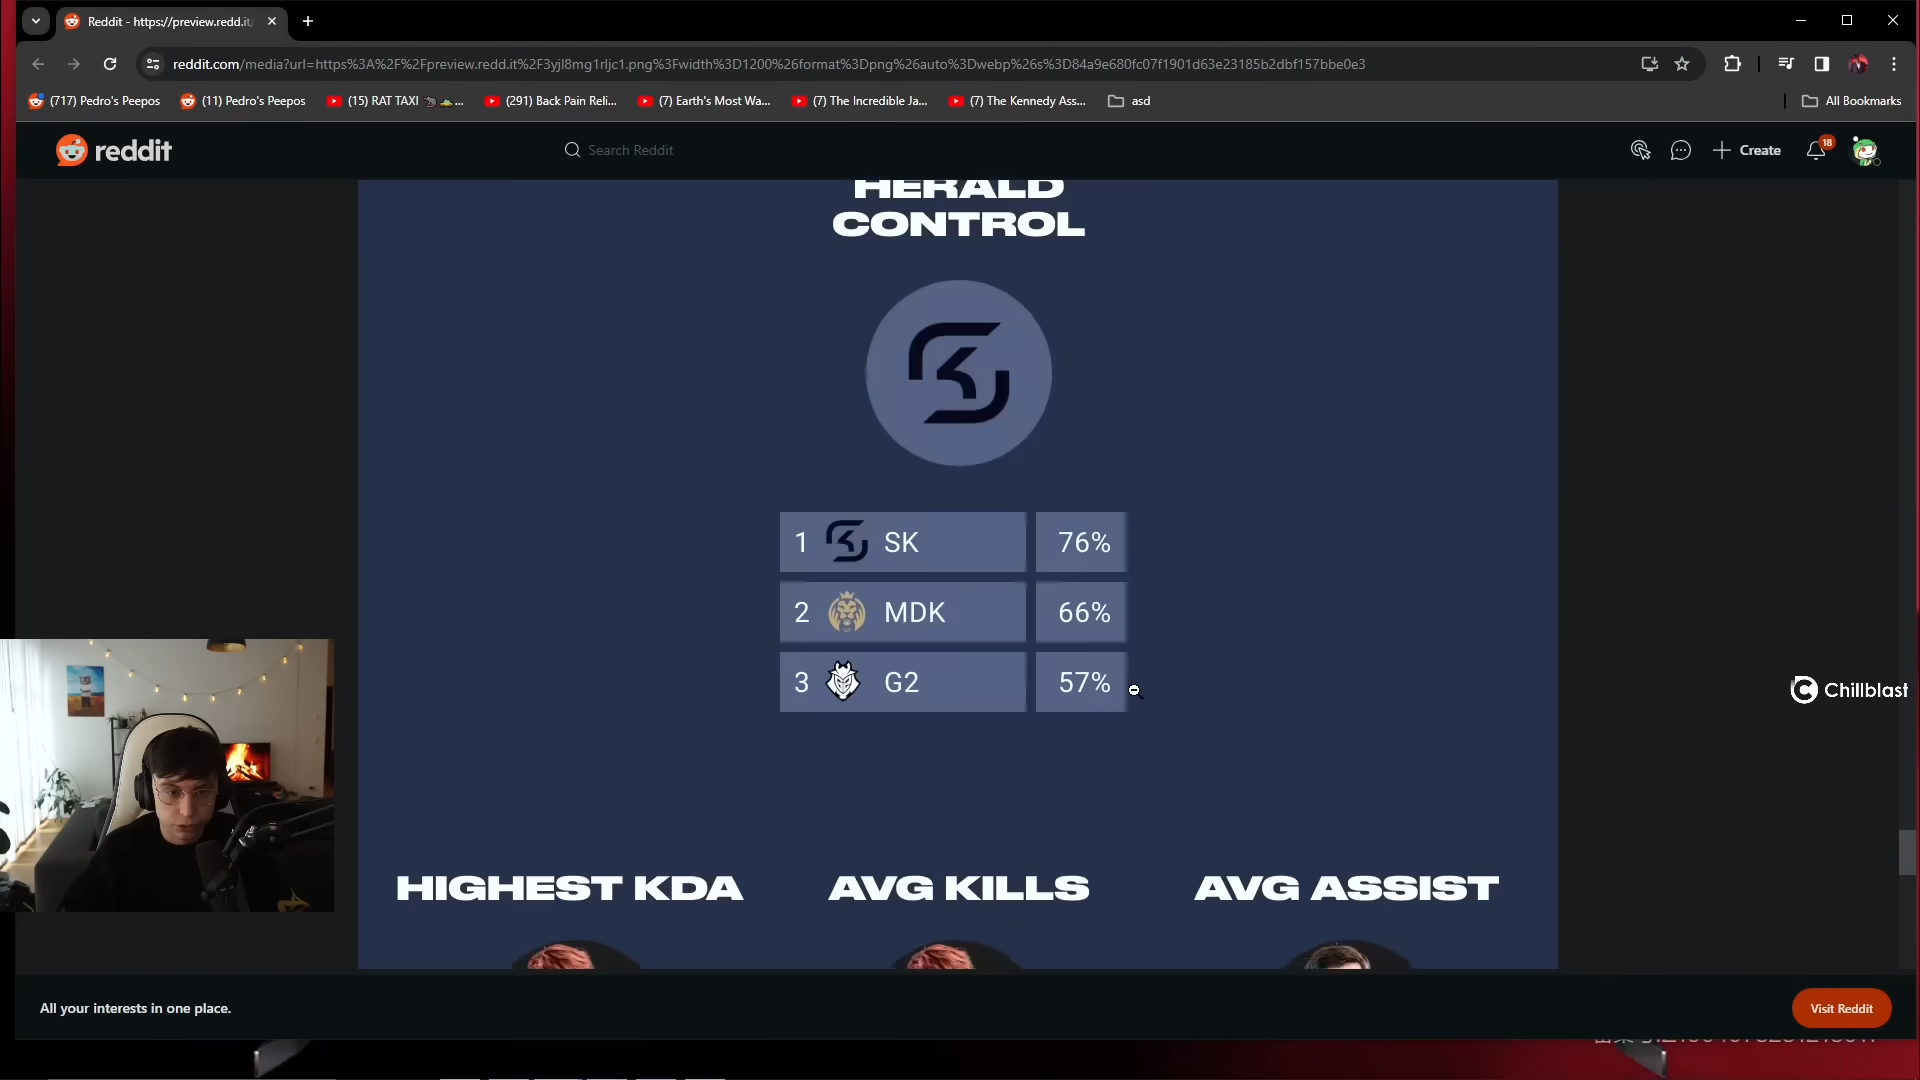 Reddit - https://preview.redd.it/
reddit.com/media?url=https%3A%2F%2Fpreview.redd.it%2F3yjl8mg1rljc1.png%3Fwidth%3D1200%26format%3Dpng%26auto%3Dwebp%26s%3D84a9e680fc07f1901d63e23185b2dbf157bbe0e3
(717) Pedro's Peepos
(11) Pedro's Peepos
(15) RAT TAXI 🐀🚕...
(291) Back Pain Reli...
(7) Earth's Most Wa...
(7) The Incredible Ja...
(7) The Kennedy Ass...
asd
All Bookmarks
reddit
Search Reddit
Create
18
HERALD
CONTROL
1 SK 76%
2 MDK 66%
3 G2 57%
Chillblast
HIGHEST KDA
AVG KILLS
AVG ASSIST
All your interests in one place.
Visit Reddit